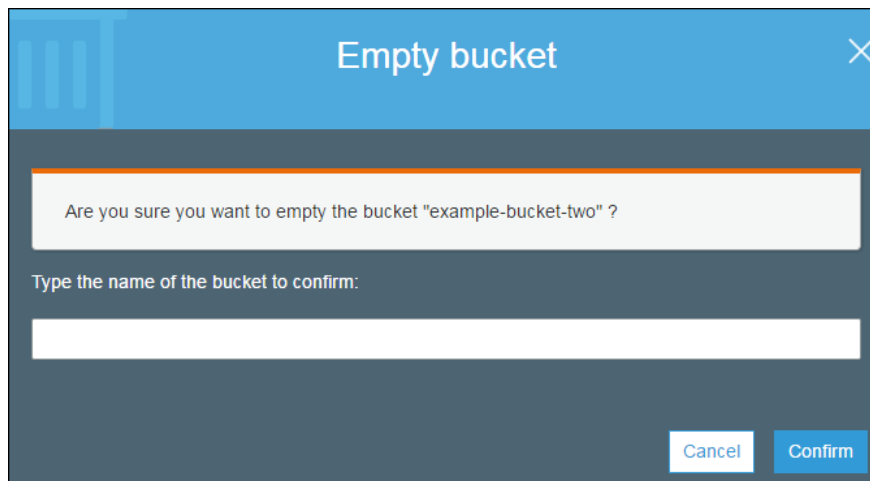 Empty bucket
Are you sure you want to empty the bucket "example-bucket-two" ?
Type the name of the bucket to confirm:
Cancel Confirm